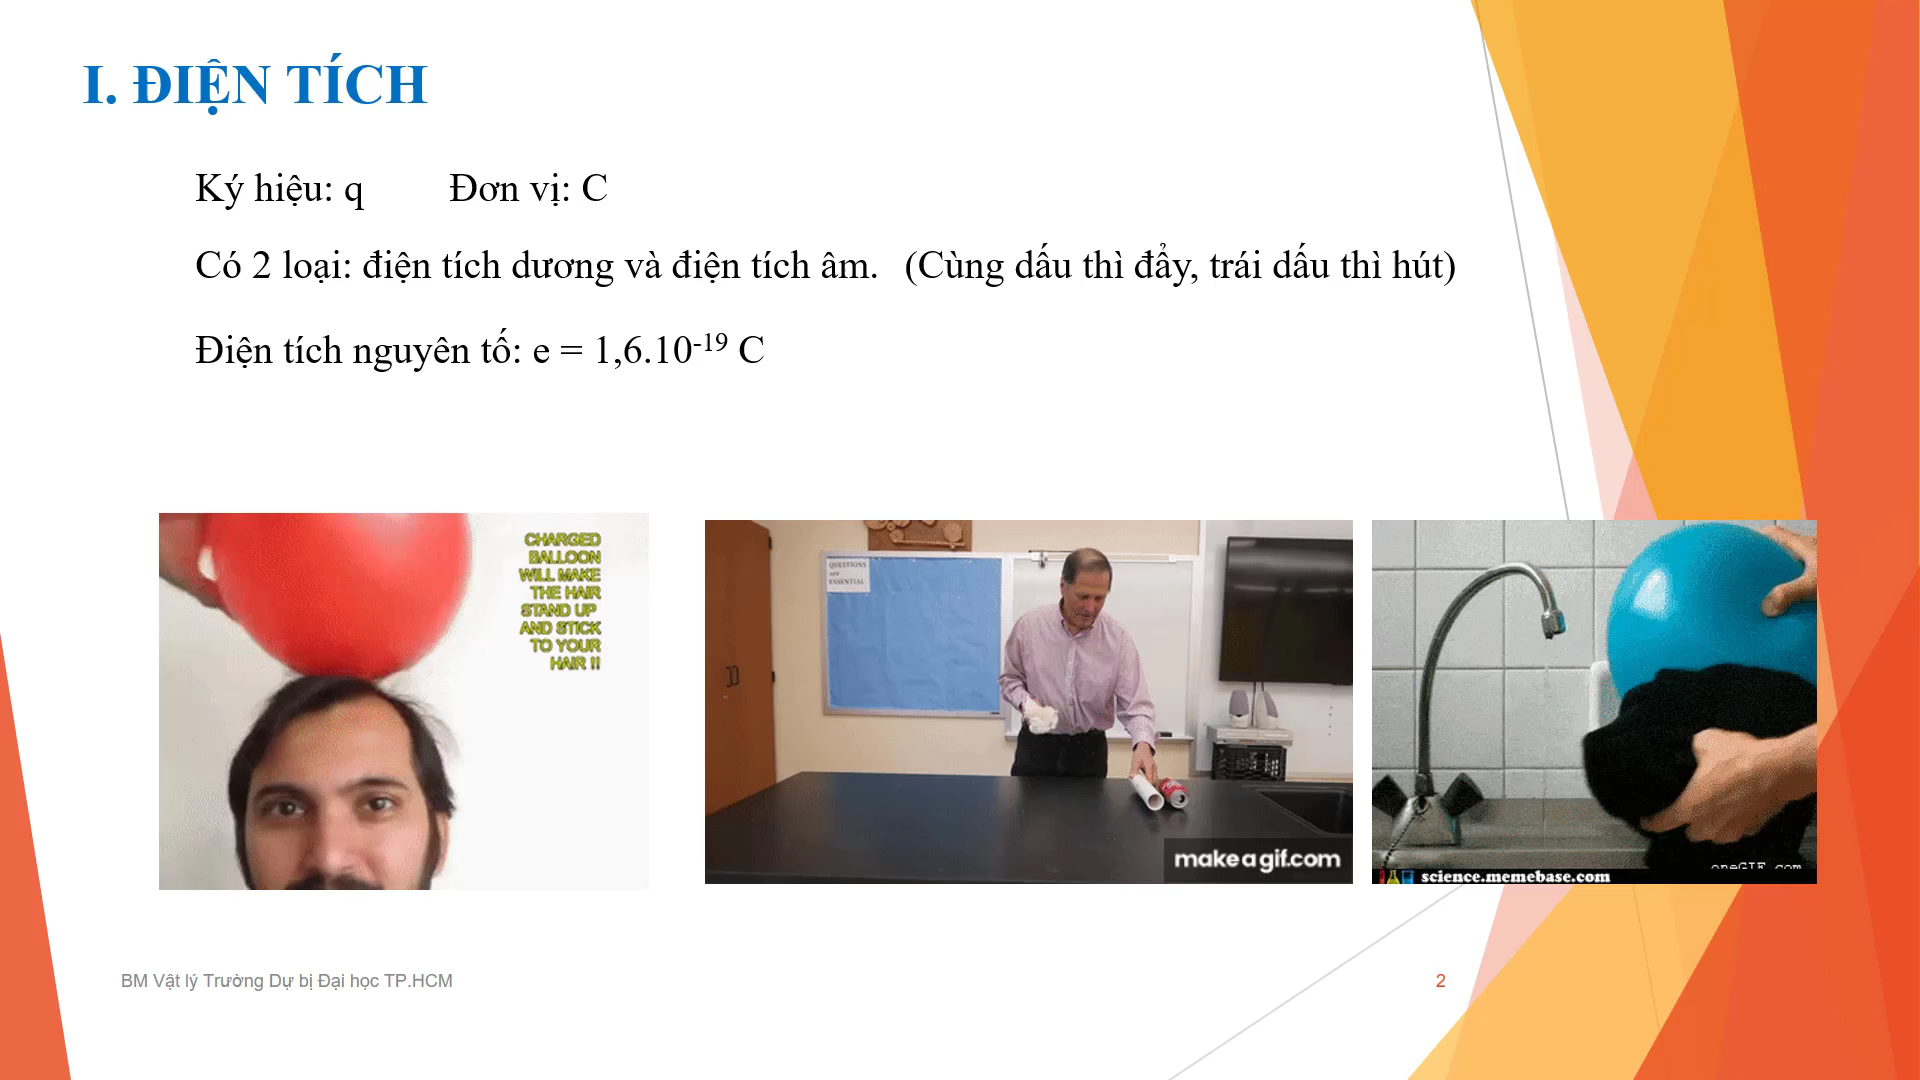 I. ĐIỆN TÍCH
Ký hiệu: q Đơn vị: C
Có 2 loại: điện tích dương và điện tích âm. (Cùng dấu thì đẩy, trái dấu thì hút)
Điện tích nguyên tố: e = 1,6.10⁻¹⁹ C
CHARGED
BALLOON
WILL MAKE
THE HAIR
STAND UP
AND STICK
TO YOUR
HAIR !!
QUESTIONS
are
ESSENTIAL
makeagif.com
science.memebase.com
BM Vật lý Trường Dự bị Đại học TP.HCM
2